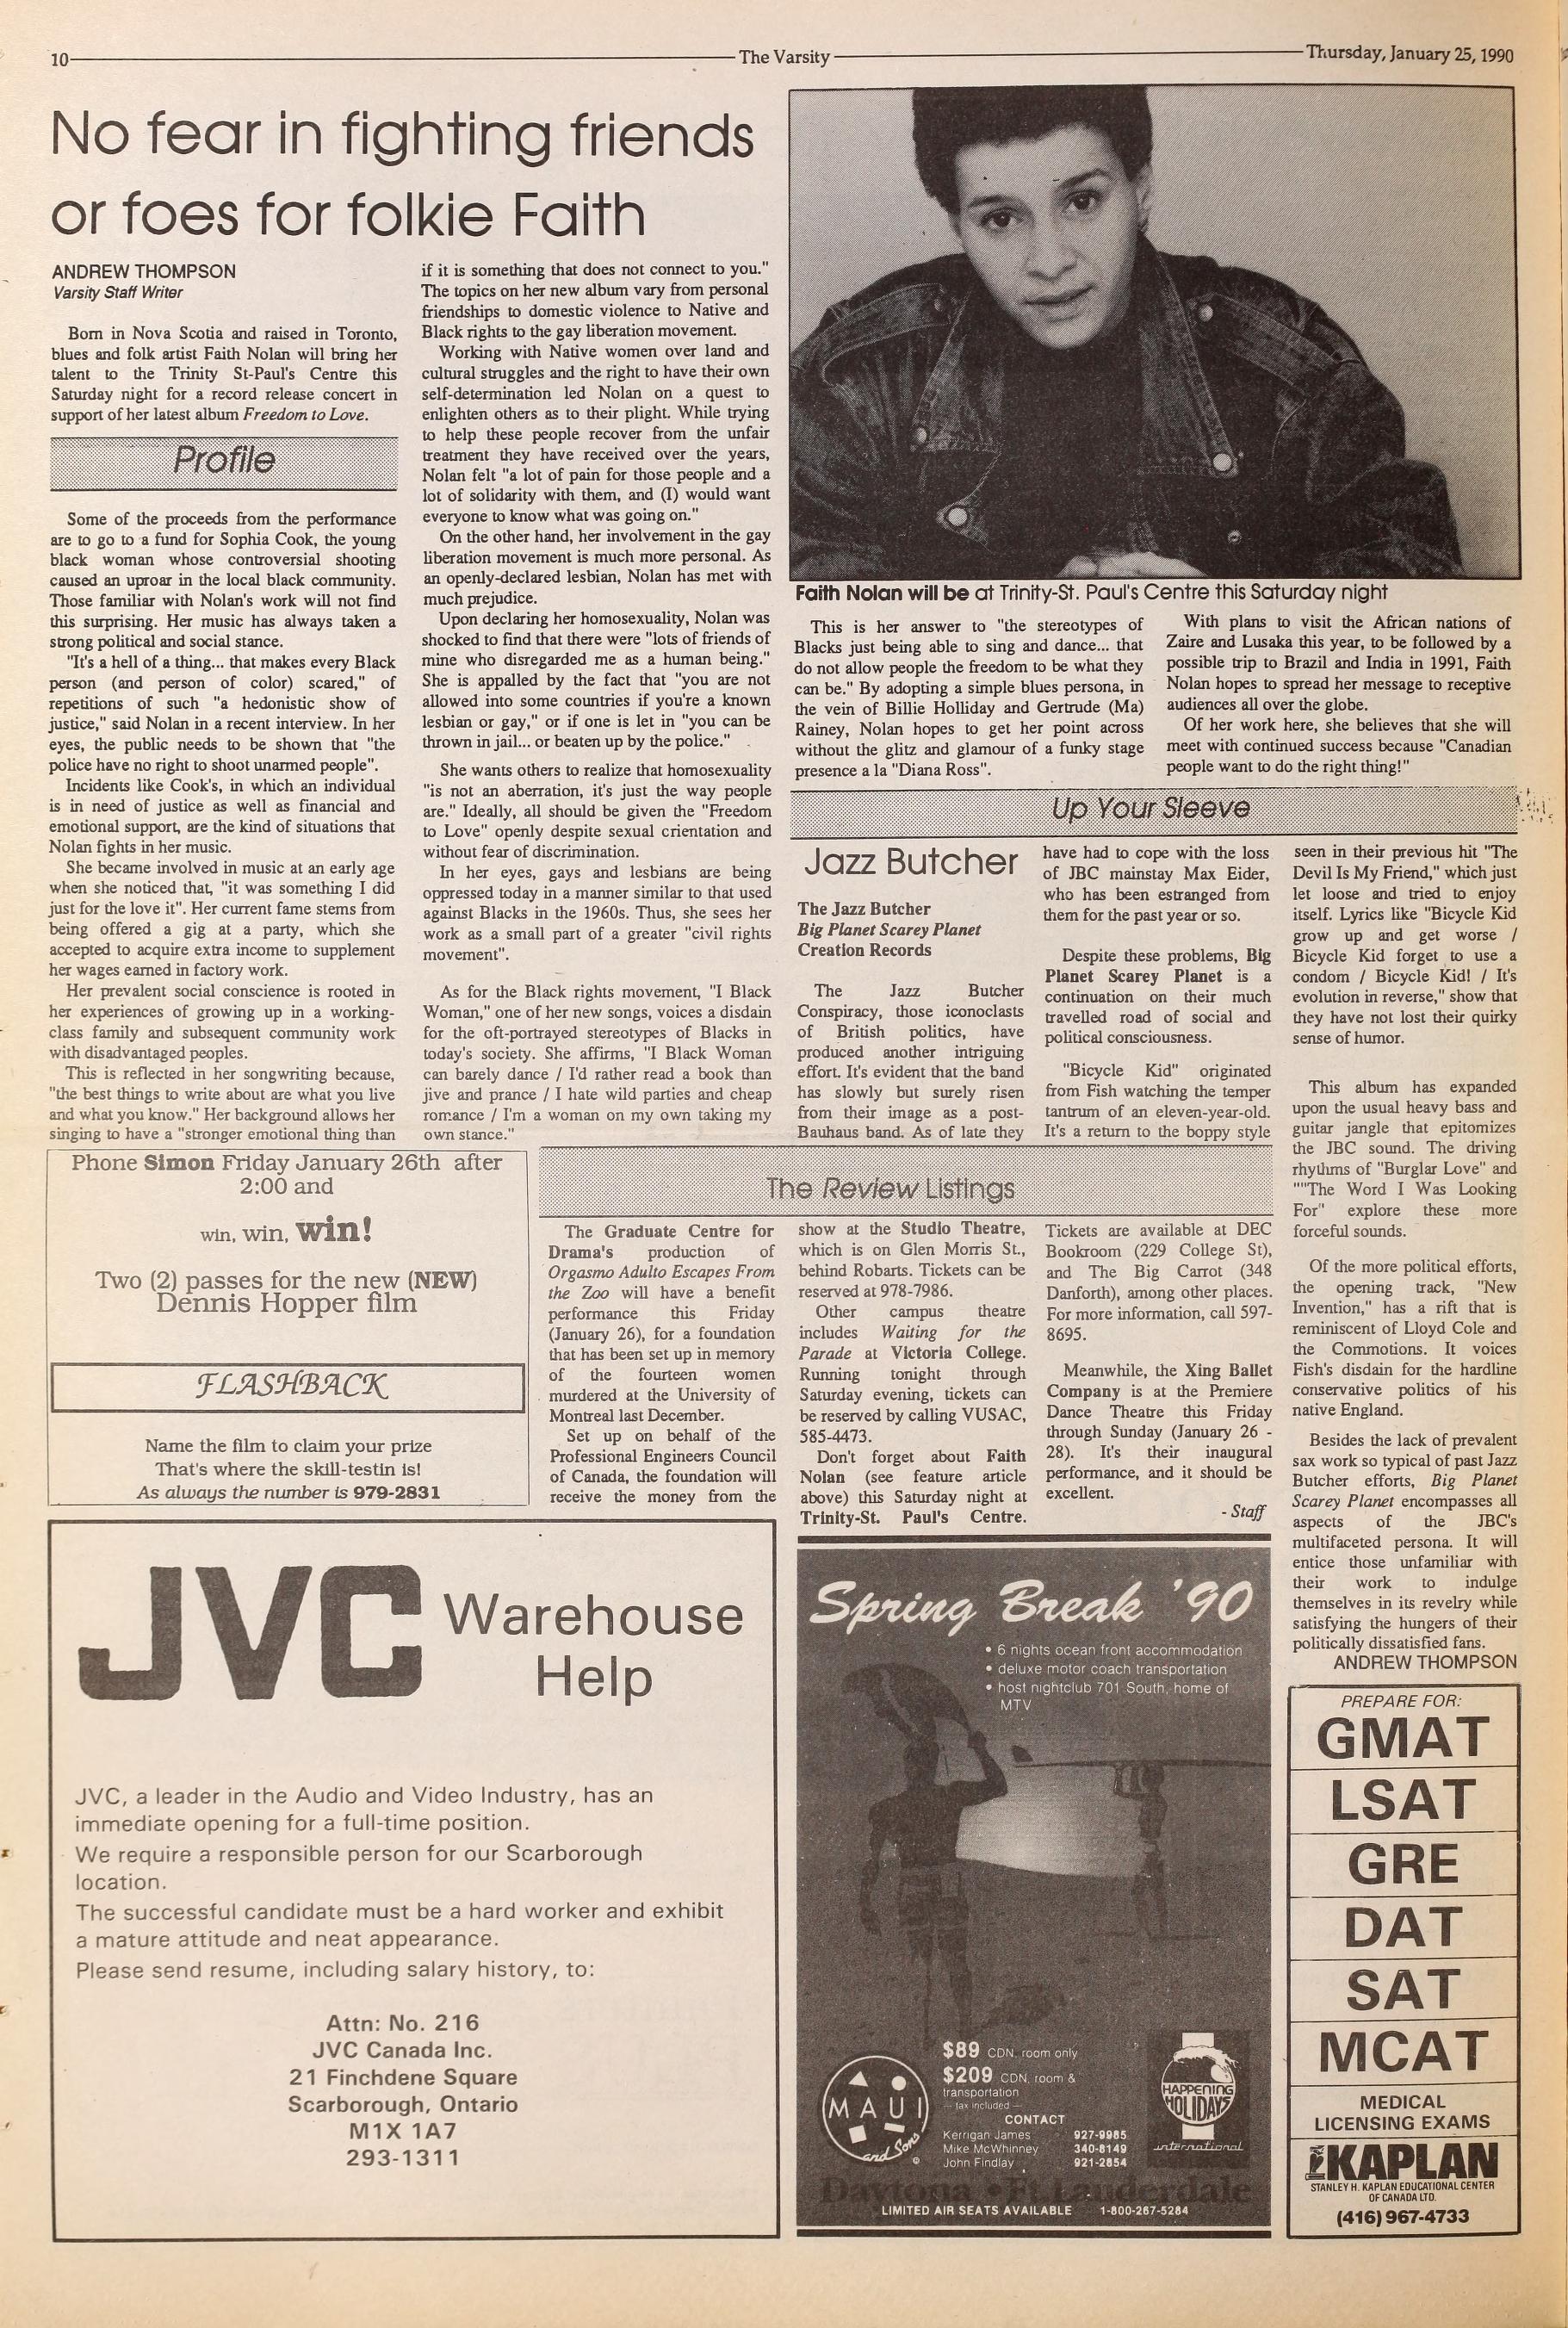 10
The Varsity
Thursday, January 25, 1990
No fear in fighting friends
or foes for folkie Faith
ANDREW THOMPSON
Varsity Staff Writer
Born in Nova Scotia and raised in Toronto,
blues and folk artist Faith Nolan will bring her
talent to the Trinity St-Paul's Centre this
Saturday night for a record release concert in
support of her latest album Freedom to Love.
Profile
Some of the proceeds from the performance
are to go to a fund for Sophia Cook, the young
black woman whose controversial shooting
caused an uproar in the local black community.
Those familiar with Nolan's work will not find
this surprising. Her music has always taken a
strong political and social stance.
"It's a hell of a thing... that makes every Black
person (and person of color) scared," of
repetitions of such "a hedonistic show of
justice," said Nolan in a recent interview. In her
eyes, the public needs to be shown that "the
police have no right to shoot unarmed people".
Incidents like Cook's, in which an individual
is in need of justice as well as financial and
emotional support, are the kind of situations that
Nolan fights in her music.
She became involved in music at an early age
when she noticed that, "it was something I did
just for the love it". Her current fame stems from
being offered a gig at a party, which she
accepted to acquire extra income to supplement
her wages earned in factory work.
Her prevalent social conscience is rooted in
her experiences of growing up in a working-
class family and subsequent community work
with disadvantaged peoples.
This is reflected in her songwriting because,
"the best things to write about are what you live
and what you know." Her background allows her
singing to have a "stronger emotional thing than
if it is something that does not connect to you."
The topics on her new album vary from personal
friendships to domestic violence to Native and
Black rights to the gay liberation movement.
Working with Native women over land and
cultural struggles and the right to have their own
self-determination led Nolan on a quest to
enlighten others as to their plight. While trying
to help these people recover from the unfair
treatment they have received over the years,
Nolan felt "a lot of pain for those people and a
lot of solidarity with them, and (I) would want
everyone to know what was going on."
On the other hand, her involvement in the gay
liberation movement is much more personal. As
an openly-declared lesbian, Nolan has met with
much prejudice.
Upon declaring her homosexuality, Nolan was
shocked to find that there were "lots of friends of
mine who disregarded me as a human being."
She is appalled by the fact that "you are not
allowed into some countries if you're a known
lesbian or gay," or if one is let in "you can be
thrown in jail... or beaten up by the police."
She wants others to realize that homosexuality
"is not an aberration, it's just the way people
are." Ideally, all should be given the "Freedom
to Love" openly despite sexual orientation and
without fear of discrimination.
In her eyes, gays and lesbians are being
oppressed today in a manner similar to that used
against Blacks in the 1960s. Thus, she sees her
work as a small part of a greater "civil rights
movement".
As for the Black rights movement, "I Black
Woman," one of her new songs, voices a disdain
for the oft-portrayed stereotypes of Blacks in
today's society. She affirms, "I Black Woman
can barely dance / I'd rather read a book than
jive and prance / I hate wild parties and cheap
romance / I'm a woman on my own taking my
own stance."
Faith Nolan will be at Trinity-St. Paul's Centre this Saturday night
This is her answer to "the stereotypes of
Blacks just being able to sing and dance... that
do not allow people the freedom to be what they
can be." By adopting a simple blues persona, in
the vein of Billie Holliday and Gertrude (Ma)
Rainey, Nolan hopes to get her point across
without the glitz and glamour of a funky stage
presence a la "Diana Ross".
With plans to visit the African nations of
Zaire and Lusaka this year, to be followed by a
possible trip to Brazil and India in 1991, Faith
Nolan hopes to spread her message to receptive
audiences all over the globe.
Of her work here, she believes that she will
meet with continued success because "Canadian
people want to do the right thing!"
Up Your Sleeve
Jazz Butcher
The Jazz Butcher
Big Planet Scarey Planet
Creation Records
The Jazz Butcher
Conspiracy, those iconoclasts
of British politics, have
produced another intriguing
effort. It's evident that the band
has slowly but surely risen
from their image as a post-
Bauhaus band. As of late they
have had to cope with the loss
of JBC mainstay Max Eider,
who has been estranged from
them for the past year or so.
Despite these problems, Big
Planet Scarey Planet is a
continuation on their much
travelled road of social and
political consciousness.
"Bicycle Kid" originated
from Fish watching the temper
tantrum of an eleven-year-old.
It's a return to the boppy style
seen in their previous hit "The
Devil Is My Friend," which just
let loose and tried to enjoy
itself. Lyrics like "Bicycle Kid
grow up and get worse /
Bicycle Kid forget to use a
condom / Bicycle Kid! / It's
evolution in reverse," show that
they have not lost their quirky
sense of humor.
This album has expanded
upon the usual heavy bass and
guitar jangle that epitomizes
the JBC sound. The driving
rhythms of "Burglar Love" and
""The Word I Was Looking
For" explore these more
forceful sounds.
Of the more political efforts,
the opening track, "New
Invention," has a rift that is
reminiscent of Lloyd Cole and
the Commotions. It voices
Fish's disdain for the hardline
conservative politics of his
native England.
Besides the lack of prevalent
sax work so typical of past Jazz
Butcher efforts, Big Planet
Scarey Planet encompasses all
aspects of the JBC's
multifaceted persona. It will
entice those unfamiliar with
their work to indulge
themselves in its revelry while
satisfying the hungers of their
politically dissatisfied fans.
ANDREW THOMPSON
Phone Simon Friday January 26th after
2:00 and
win, win, win!
Two (2) passes for the new (NEW)
Dennis Hopper film
FLASHBACK
Name the film to claim your prize
That's where the skill-testin is!
As always the number is 979-2831
The Review Listings
The Graduate Centre for
Drama's production of
Orgasmo Adulto Escapes From
the Zoo will have a benefit
performance this Friday
(January 26), for a foundation
that has been set up in memory
of the fourteen women
murdered at the University of
Montreal last December.
Set up on behalf of the
Professional Engineers Council
of Canada, the foundation will
receive the money from the
show at the Studio Theatre,
which is on Glen Morris St.,
behind Robarts. Tickets can be
reserved at 978-7986.
Other campus theatre
includes Waiting for the
Parade at Victoria College.
Running tonight through
Saturday evening, tickets can
be reserved by calling VUSAC,
585-4473.
Don't forget about Faith
Nolan (see feature article
above) this Saturday night at
Trinity-St. Paul's Centre.
Tickets are available at DEC
Bookroom (229 College St),
and The Big Carrot (348
Danforth), among other places.
For more information, call 597-
8695.
Meanwhile, the Xing Ballet
Company is at the Premiere
Dance Theatre this Friday
through Sunday (January 26 -
28). It's their inaugural
performance, and it should be
excellent.
- Staff
JVC Warehouse
Help
JVC, a leader in the Audio and Video Industry, has an
immediate opening for a full-time position.
We require a responsible person for our Scarborough
location.
The successful candidate must be a hard worker and exhibit
a mature attitude and neat appearance.
Please send resume, including salary history, to:
Attn: No. 216
JVC Canada Inc.
21 Finchdene Square
Scarborough, Ontario
M1X 1A7
293-1311
Spring Break '90
• 6 nights ocean front accommodation
• deluxe motor coach transportation
• host nightclub 701 South, home of
MTV
$89 CDN. room only
$209 CDN. room &
transportation
— tax included —
CONTACT
Kerrigan James 927-9985
Mike McWhinney 340-8149
John Findlay 921-2854
MAUI
and Sons
HAPPENING
HOLIDAYS
international
Daytona • Ft. Lauderdale
LIMITED AIR SEATS AVAILABLE 1-800-267-5284
PREPARE FOR:
GMAT
LSAT
GRE
DAT
SAT
MCAT
MEDICAL
LICENSING EXAMS
KAPLAN
STANLEY H. KAPLAN EDUCATIONAL CENTER
OF CANADA LTD.
(416) 967-4733